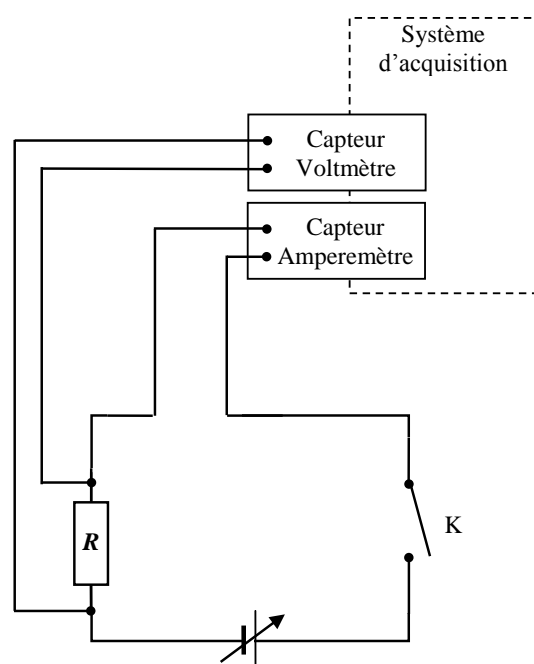 Système
d'acquisition
Capteur
Voltmètre
Capteur
Amperemètre
K
R